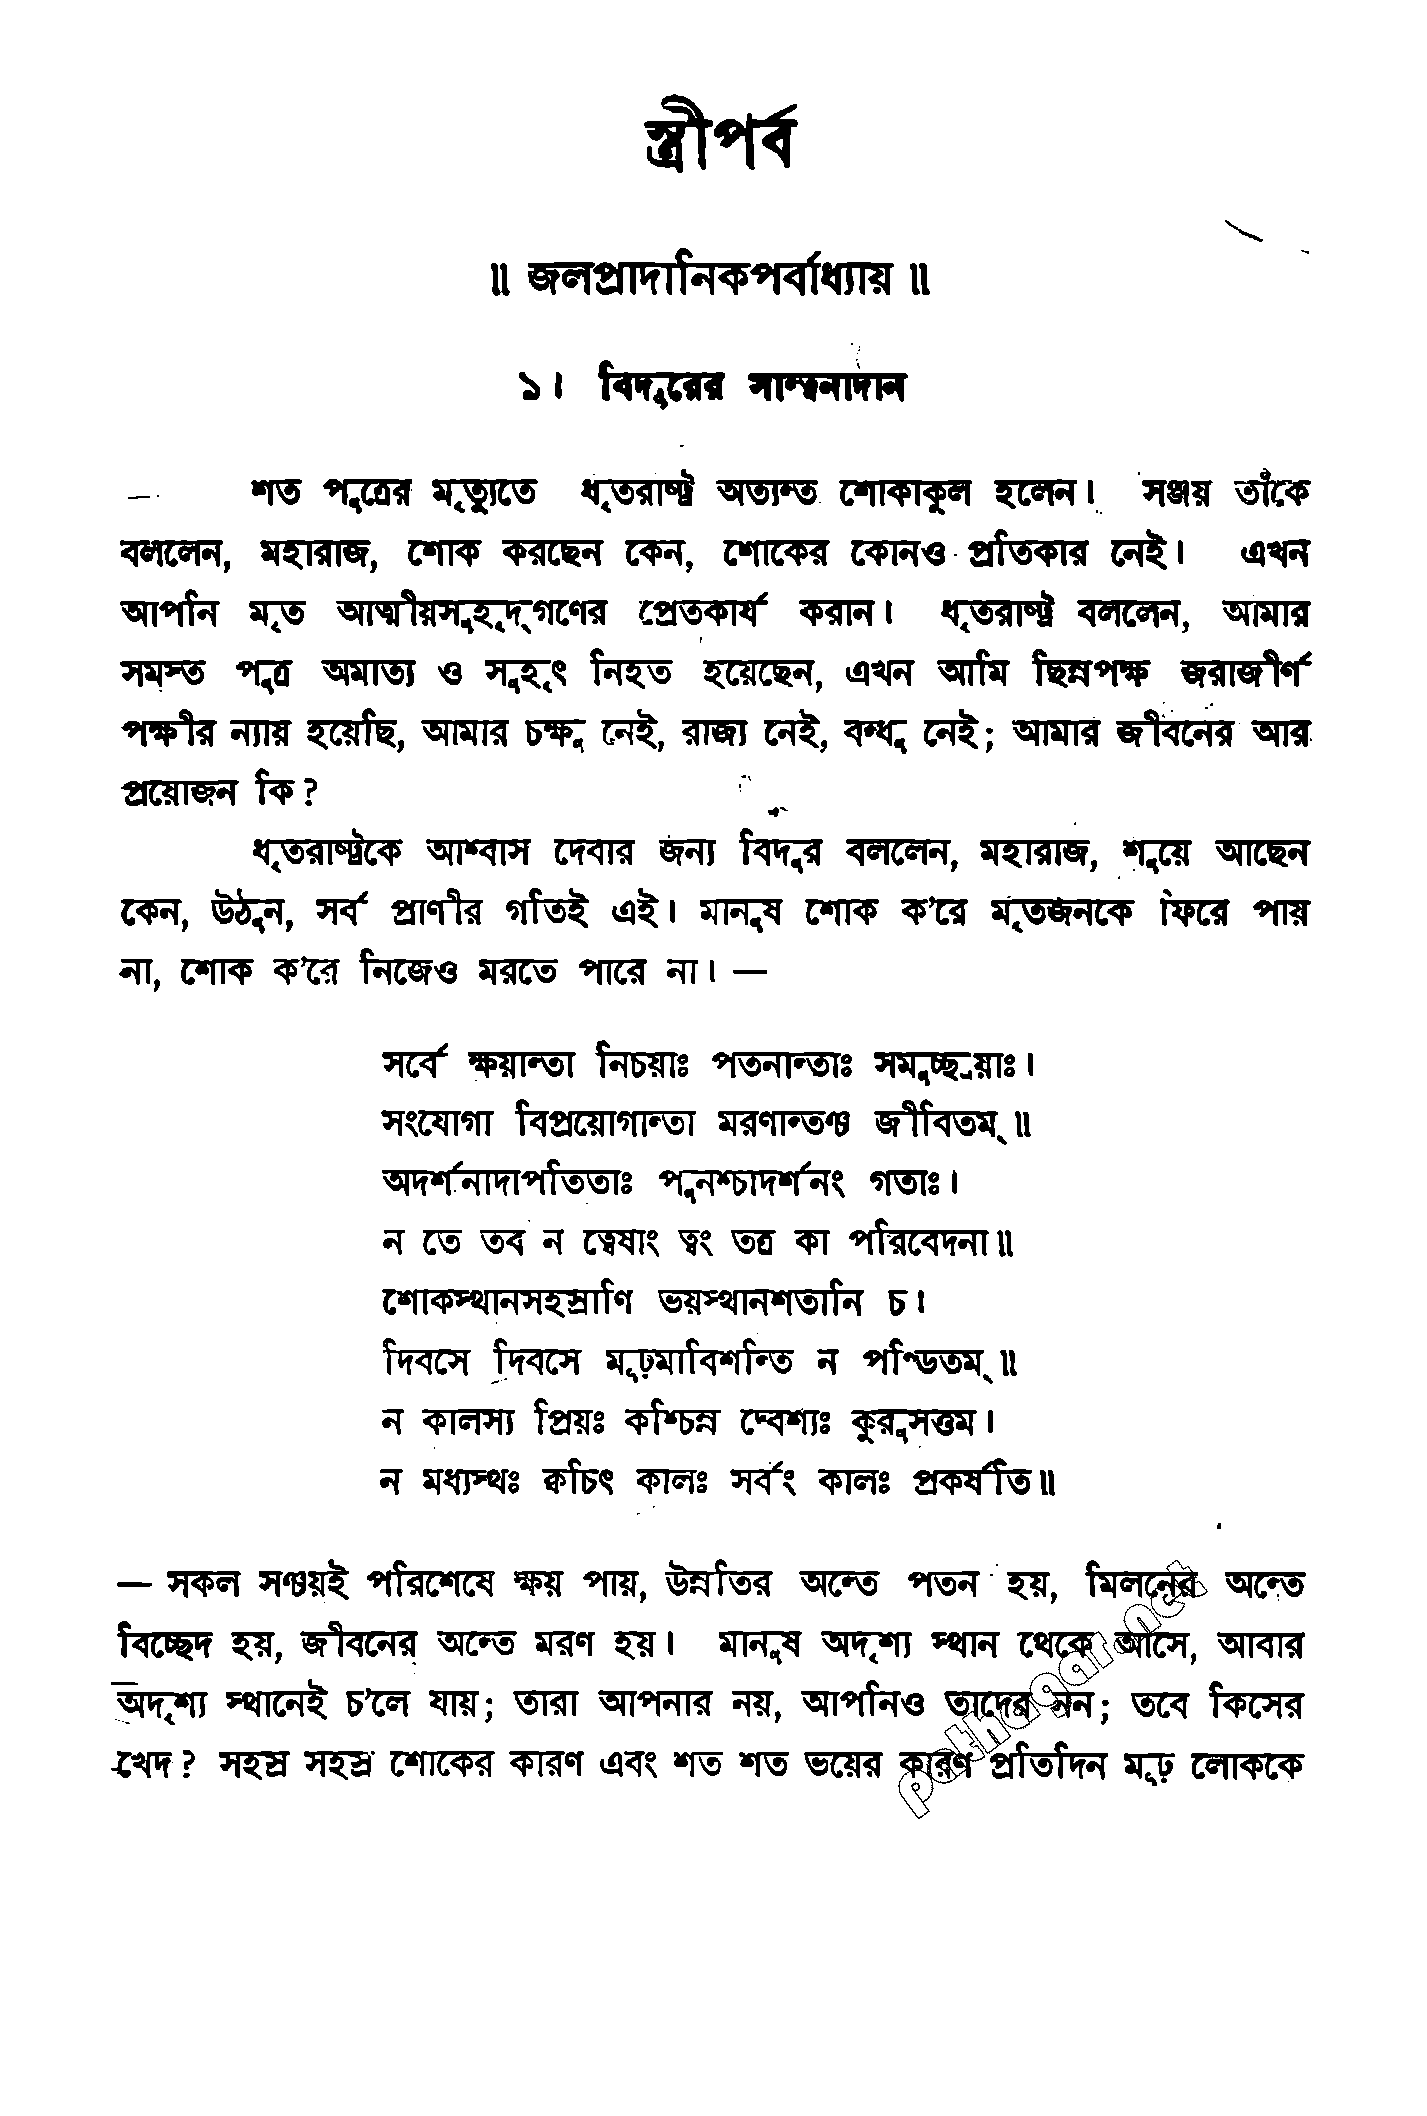 স্ত্রীপর্ব
॥ জলপ্রাদানিকপর্বাধ্যায় ॥
১। বিদুরের সান্ত্বনাদান
শত পুত্রের মৃত্যুতে ধৃতরাষ্ট্র অত্যন্ত শোকাকুল হলেন। সঞ্জয় তাঁকে
বললেন, মহারাজ, শোক করছেন কেন, শোকের কোনও প্রতিকার নেই। এখন
আপনি মৃত আত্মীয়সুহৃদ্‌গণের প্রেতকার্য করান। ধৃতরাষ্ট্র বললেন, আমার
সমস্ত পুত্র অমাত্য ও সুহৃৎ নিহত হয়েছেন, এখন আমি ছিন্নপক্ষ জরাজীর্ণ
পক্ষীর ন্যায় হয়েছি, আমার চক্ষু নেই, রাজ্য নেই, বন্ধু নেই; আমার জীবনের আর
প্রয়োজন কি?
ধৃতরাষ্ট্রকে আশ্বাস দেবার জন্য বিদুর বললেন, মহারাজ, শুয়ে আছেন
কেন, উঠুন, সর্ব প্রাণীর গতিই এই। মানুষ শোক ক'রে মৃতজনকে ফিরে পায়
না, শোক ক'রে নিজেও মরতে পারে না। —
সর্বে ক্ষয়ান্তা নিচয়াঃ পতনান্তাঃ সমুচ্ছ্রয়াঃ।
সংযোগা বিপ্রয়োগান্তা মরণান্তঞ্চ জীবিতম্॥
অদর্শনাদাপতিতাঃ পুনশ্চাদর্শনং গতাঃ।
ন তে তব ন ত্বেষাং ত্বং তত্র কা পরিবেদনা॥
শোকস্থানসহস্রাণি ভয়স্থানশতানি চ।
দিবসে দিবসে মূঢ়মাবিশন্তি ন পণ্ডিতম্॥
ন কালস্য প্রিয়ঃ কশ্চিন্ন দ্বেশ্যঃ কুরুসত্তম।
ন মধ্যস্থঃ ক্বচিৎ কালঃ সর্বং কালঃ প্রকর্ষতি॥
— সকল সঞ্চয়ই পরিশেষে ক্ষয় পায়, উন্নতির অন্তে পতন হয়, মিলনের অন্তে
বিচ্ছেদ হয়, জীবনের অন্তে মরণ হয়। মানুষ অদৃশ্য স্থান থেকে আসে, আবার
অদৃশ্য স্থানেই চ'লে যায়; তারা আপনার নয়, আপনিও তাদের নন; তবে কিসের
খেদ? সহস্র সহস্র শোকের কারণ এবং শত শত ভয়ের কারণ প্রতিদিন মূঢ় লোককে
pathagar.net